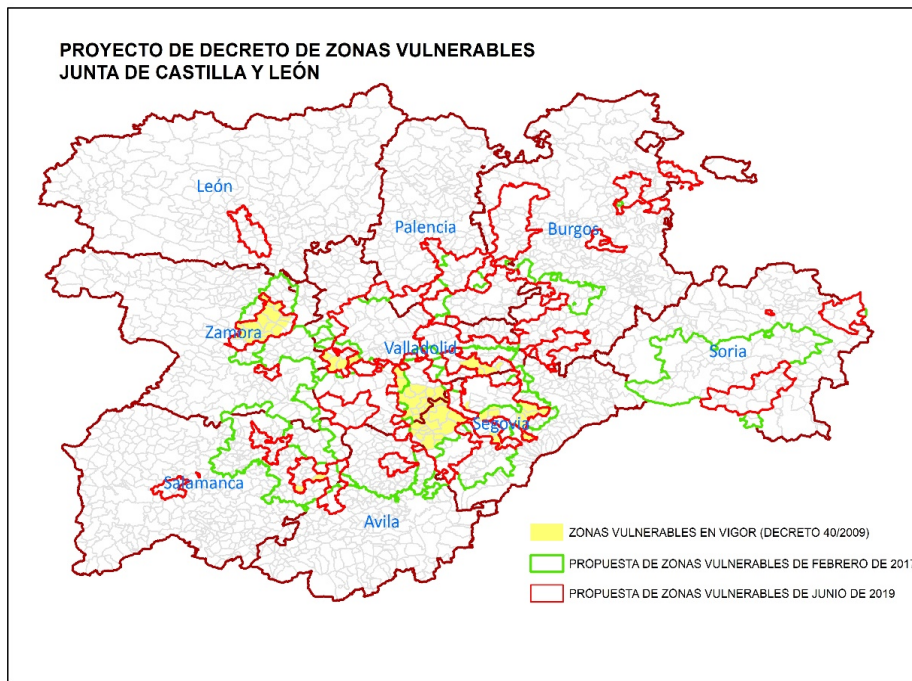 PROYECTO DE DECRETO DE ZONAS VULNERABLES
JUNTA DE CASTILLA Y LEÓN
León
Palencia
Burgos
Zamora
Valladolid
Soria
Segovia
Salamanca
Avila
ZONAS VULNERABLES EN VIGOR (DECRETO 40/2009)
PROPUESTA DE ZONAS VULNERABLES DE FEBRERO DE 2017
PROPUESTA DE ZONAS VULNERABLES DE JUNIO DE 2019